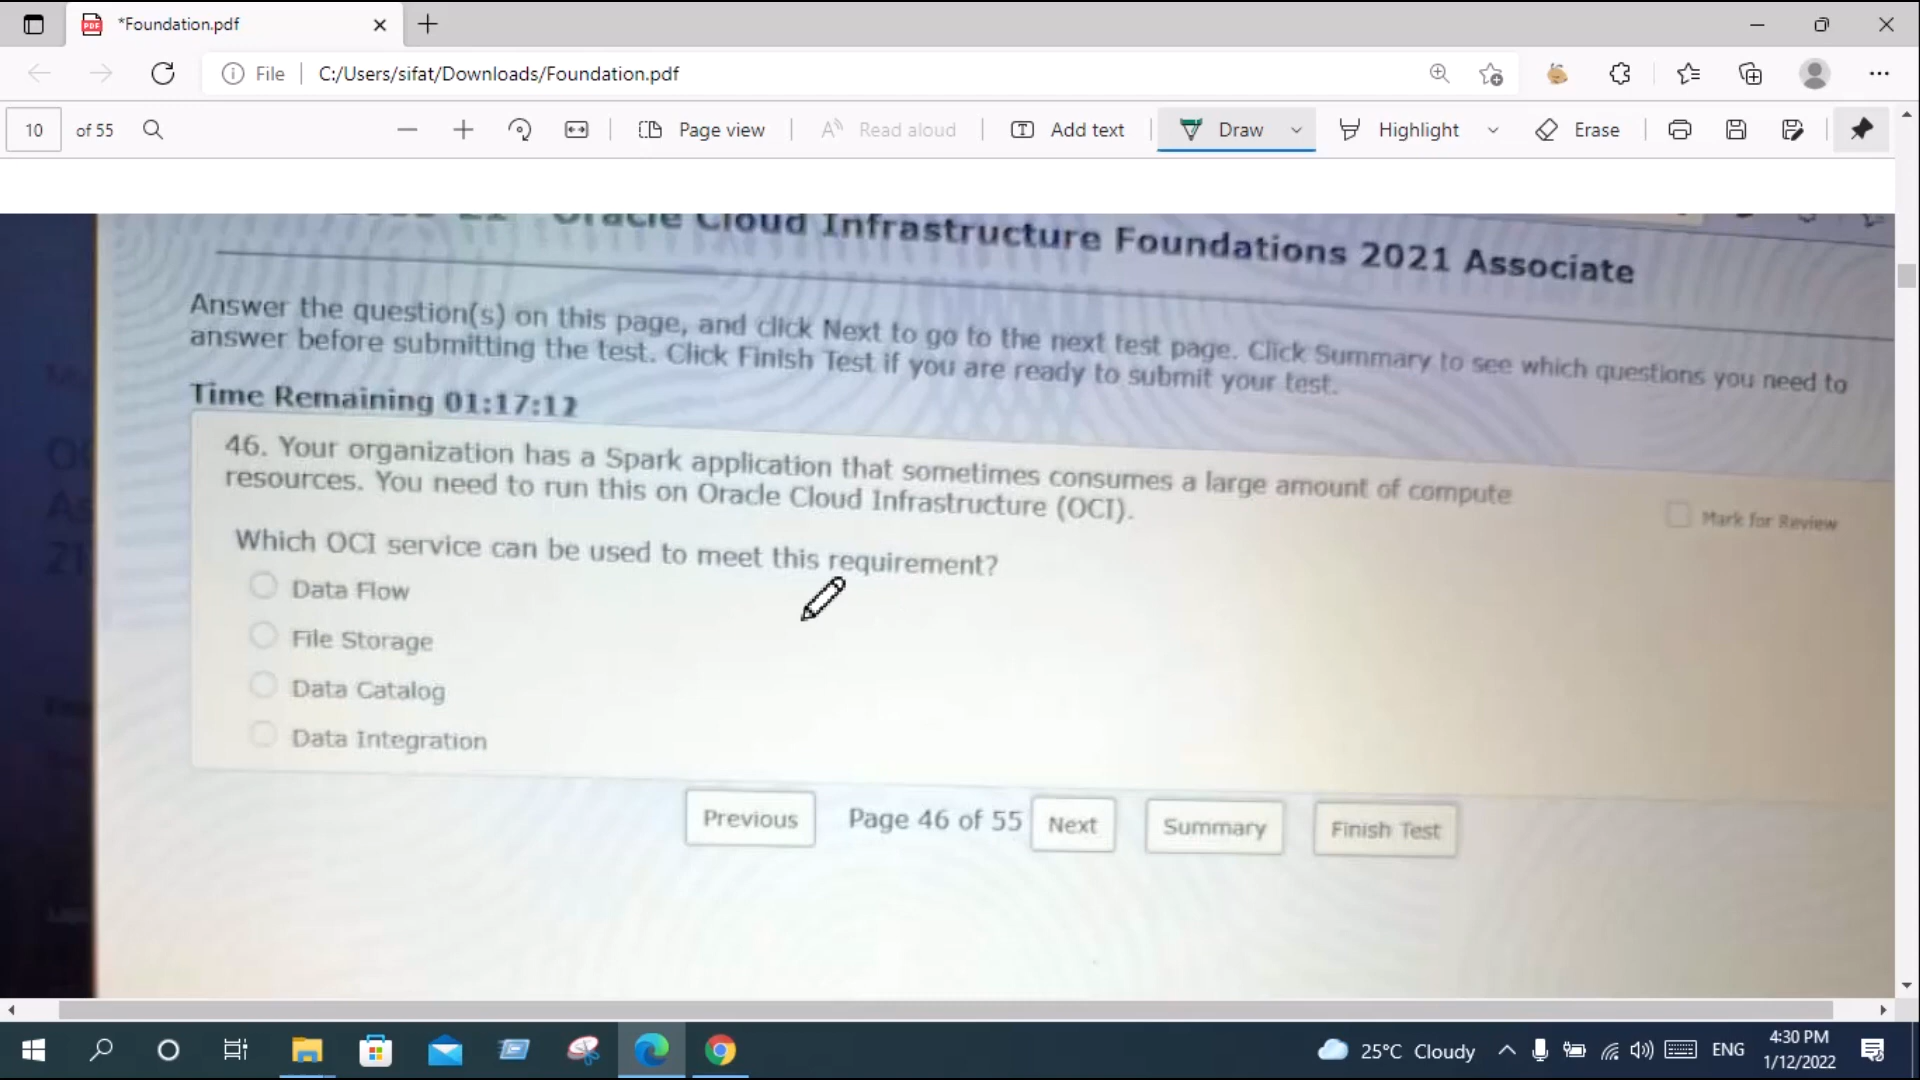 *Foundation.pdf
File
C:/Users/sifat/Downloads/Foundation.pdf
10 of 55
Page view
Read aloud
Add text
Draw
Highlight
Erase
Oracle Cloud Infrastructure Foundations 2021 Associate
Answer the question(s) on this page, and click Next to go to the next test page. Click Summary to see which questions you need to
answer before submitting the test. Click Finish Test if you are ready to submit your test.
Time Remaining 01:17:12
46. Your organization has a Spark application that sometimes consumes a large amount of compute
resources. You need to run this on Oracle Cloud Infrastructure (OCI).
Mark for Review
Which OCI service can be used to meet this requirement?
Data Flow
File Storage
Data Catalog
Data Integration
Previous
Page 46 of 55
Next
Summary
Finish Test
25°C Cloudy
ENG
4:30 PM
1/12/2022